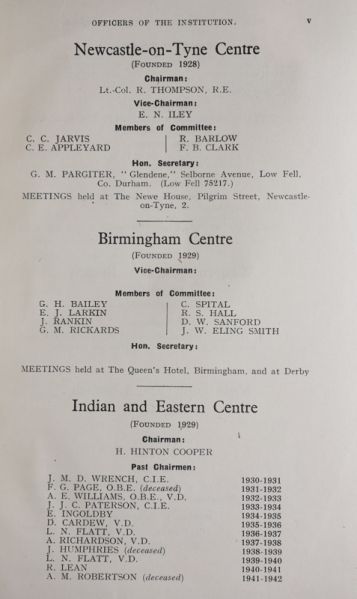 OFFICERS OF THE INSTITUTION. v
Newcastle-on-Tyne Centre
(FOUNDED 1928)
Chairman:
Lt.-Col. R. THOMPSON, R.E.
Vice-Chairman:
E. N. ILEY
Members of Committee:
C. C. JARVIS R. BARLOW
C. E. APPLEYARD F. B. CLARK
Hon. Secretary:
G. M. PARGITER, "Glendene," Selborne Avenue, Low Fell,
Co. Durham. (Low Fell 75217.)
MEETINGS held at The Newe House, Pilgrim Street, Newcastle-
on-Tyne, 2.
Birmingham Centre
(FOUNDED 1929)
Vice-Chairman:
Members of Committee:
G. H. BAILEY C. SPITAL
E. J. LARKIN R. S. HALL
J. RANKIN D. W. SANFORD
G. M. RICKARDS J. W. ELING SMITH
Hon. Secretary:
MEETINGS held at The Queen's Hotel, Birmingham, and at Derby
Indian and Eastern Centre
(FOUNDED 1929)
Chairman:
H. HINTON COOPER
Past Chairmen:
J. M. D. WRENCH, C.I.E. 1930-1931
F. G. PAGE, O.B.E. (deceased) 1931-1932
A. E. WILLIAMS, O.B.E., V.D. 1932-1933
J. J. C. PATERSON, C.I.E. 1933-1934
E. INGOLDBY 1934-1935
D. CARDEW, V.D. 1935-1936
L. N. FLATT, V.D. 1936-1937
A. RICHARDSON, V.D. 1937-1938
J. HUMPHRIES (deceased) 1938-1939
L. N. FLATT, V.D. 1939-1940
R. LEAN 1940-1941
A. M. ROBERTSON (deceased) 1941-1942